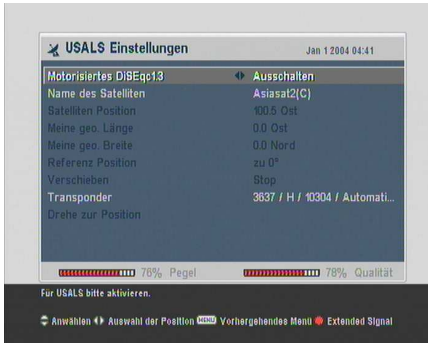 USALS Einstellungen Jan 1 2004 04:41
Motorisiertes DiSEqc1.3 Ausschalten
Name des Satelliten Asiasat2(C)
Satelliten Position 100.5 Ost
Meine geo. Länge 0.0 Ost
Meine geo. Breite 0.0 Nord
Referenz Position zu 0°
Verschieben Stop
Transponder 3637 / H / 10304 / Automati...
Drehe zur Position
76% Pegel 78% Qualität
Für USALS bitte aktivieren.
Anwählen Auswahl der Position MENU Vorhergehendes Menü Extended Signal